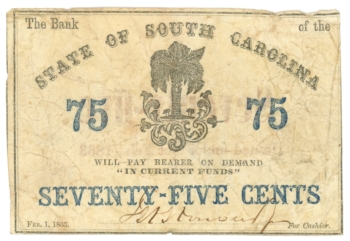 The Bank of the
STATE OF SOUTH CAROLINA
75 75
WILL PAY BEARER ON DEMAND
"IN CURRENT FUNDS"
SEVENTY-FIVE CENTS
FEB. 1, 1863. For Cashier.